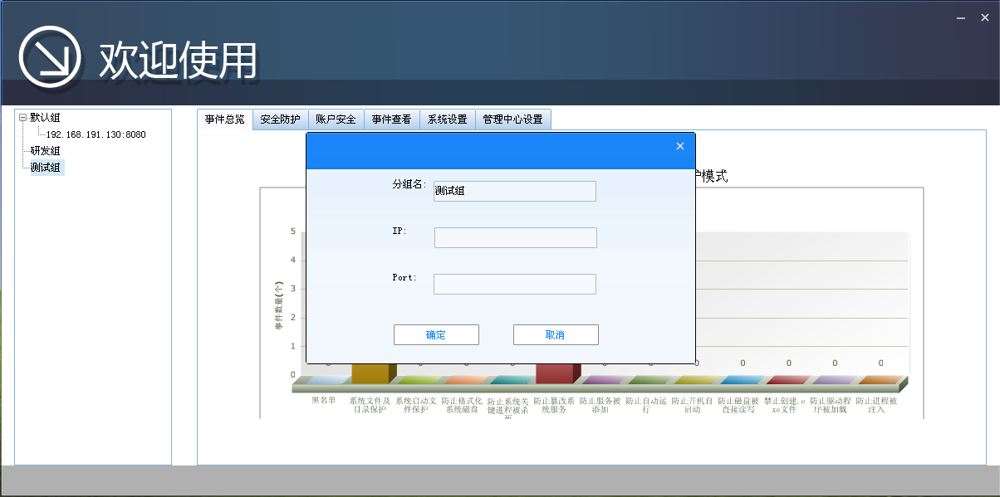 欢迎使用
默认组
192.168.191.130:8080
研发组
测试组
事件总览 安全防护 账户安全 事件查看 系统设置 管理中心设置
模式
分组名:
测试组
IP:
Port:
确定 取消
事件数量(个)
5
4
3
2
1
0
0 0 0 0 0
黑名单
系统文件及
目录保护
系统启动文
件保护
防止格式化
系统磁盘
防止系统关
键进程被杀
防止篡改系
统服务
防止服务被
添加
防止自动运
行
防止开机自
启动
防止磁盘被
直接读写
禁止创建.e
xe文件
防止驱动程
序被加载
防止进程被
注入